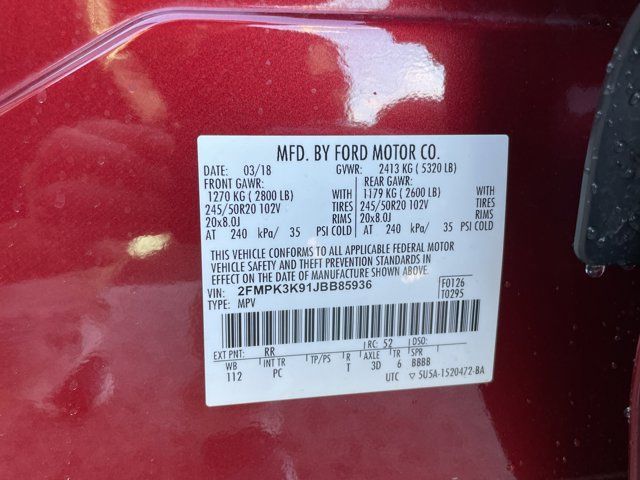 MFD. BY FORD MOTOR CO.
DATE: 03/18 GVWR: 2413 KG ( 5320 LB)
FRONT GAWR: REAR GAWR:
1270 KG ( 2800 LB) WITH 1179 KG ( 2600 LB) WITH
245/50R20 102V TIRES 245/50R20 102V TIRES
20x8.0J RIMS 20x8.0J RIMS
AT 240 kPa/ 35 PSI COLD AT 240 kPa/ 35 PSI COLD
THIS VEHICLE CONFORMS TO ALL APPLICABLE FEDERAL MOTOR
VEHICLE SAFETY AND THEFT PREVENTION STANDARDS IN
EFFECT ON THE DATE OF MANUFACTURE SHOWN ABOVE.
VIN: 2FMPK3K91JBB85936 F0126
TYPE: MPV T0295
EXT PNT: RR RC: 52 DSO:
WB INT TR TP/PS R AXLE TR SPR
112 PC T 3D 6 BBBB
UTC ▽ 5U5A-1520472-BA